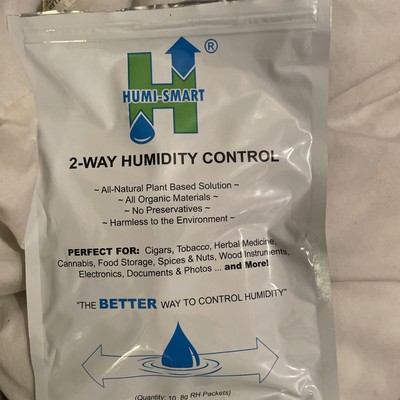 ®
HUMI-SMART
2-WAY HUMIDITY CONTROL
~ All-Natural Plant Based Solution ~
~ All Organic Materials ~
~ No Preservatives ~
~ Harmless to the Environment ~
PERFECT FOR: Cigars, Tobacco, Herbal Medicine,
Cannabis, Food Storage, Spices & Nuts, Wood Instruments,
Electronics, Documents & Photos ... and More!
"THE BETTER WAY TO CONTROL HUMIDITY"
(Quantity: 10, 8g RH Packets)